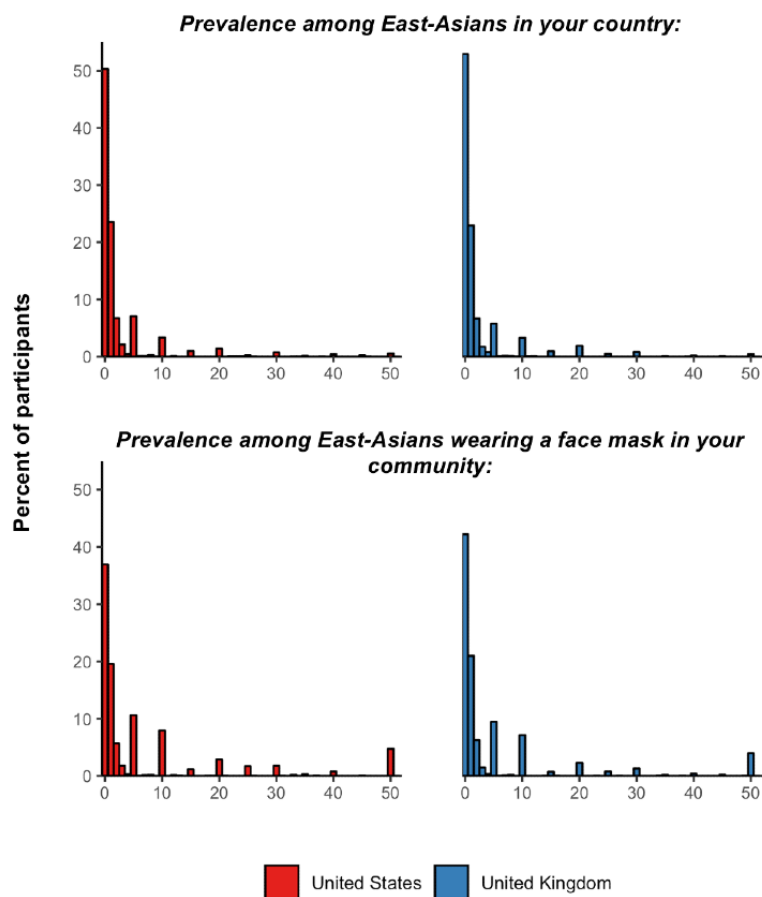 Prevalence among East-Asians in your country:
50
40
30
20
10
0
0 10 20 30 40 50
0 10 20 30 40 50
Percent of participants
Prevalence among East-Asians wearing a face mask in your
community:
50
40
30
20
10
0
0 10 20 30 40 50
0 10 20 30 40 50
United States United Kingdom